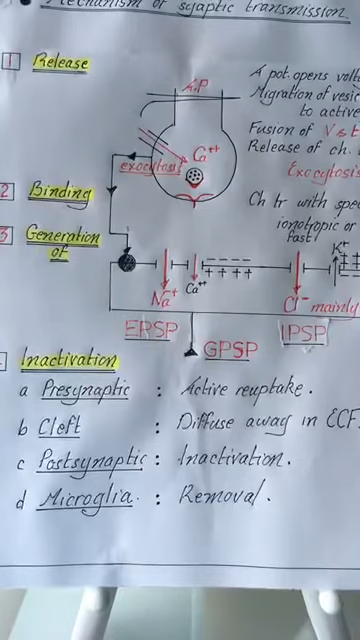 Mechanism of syaptic transmission
1 Release
A.P
A pot. opens volt
Migration of vesic
to active
Fusion of V &
Release of ch.
Exocytosis
exocytosis
Ca++
2 Binding
Ch tr with spe
ionotropic or
fast
3 Generation
of
K+
Na+
Ca++
Cl- mainly
EPSP
GPSP
IPSP
Inactivation
a Presynaptic : Active reuptake.
b Cleft : Diffuse away in ECF.
c Postsynaptic : Inactivation.
d Microglia. : Removal.